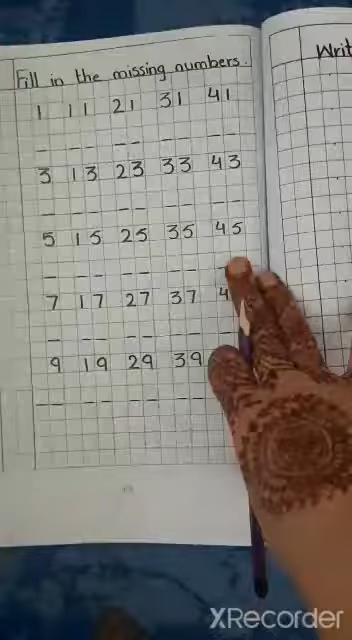 Fill in the missing numbers.
1 11 21 31 41
_ _ _ _ _ _ _ _ _
3 13 23 33 43
_ _ _ _ _ _ _ _ _
5 15 25 35 45
_ _ _ _ _ _ _
7 17 27 37 4
_ _ _ _ _ _ _ _ _
9 19 29 39
_ _ _ _ _ _ _
Writ
XRecorder